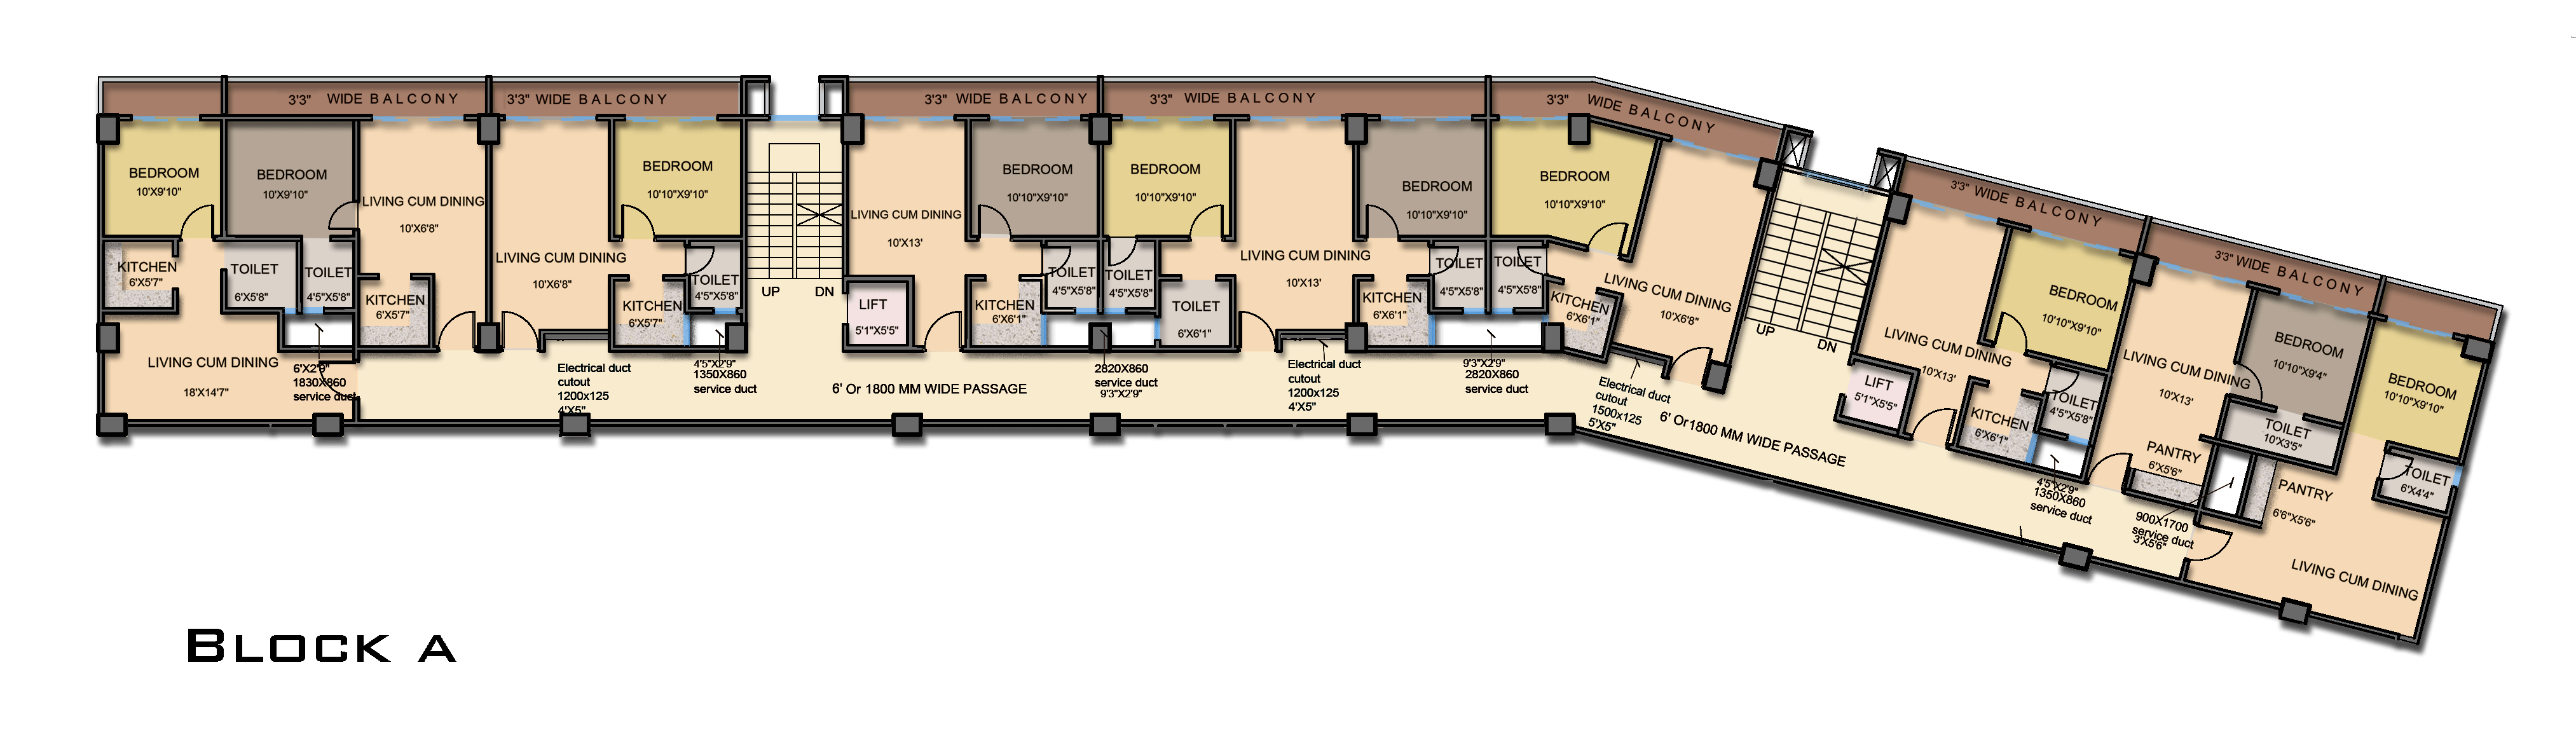 3'3" WIDE BALCONY
3'3" WIDE BALCONY
3'3" WIDE BALCONY
3'3" WIDE BALCONY
3'3" WIDE BALCONY
3'3" WIDE BALCONY
3'3" WIDE BALCONY
BEDROOM
10'X9'10"
BEDROOM
10'X9'10"
LIVING CUM DINING
10'X6'8"
KITCHEN
6'X5'7"
TOILET
6'X5'8"
TOILET
4'5"X5'8"
KITCHEN
6'X5'7"
LIVING CUM DINING
18'X14'7"
6'X2'9"
1830X860
service duct
LIVING CUM DINING
10'X6'8"
BEDROOM
10'10"X9'10"
KITCHEN
6'X5'7"
TOILET
4'5"X5'8"
Electrical duct
cutout
1200x125
4'X5"
4'5"X2'9"
1350X860
service duct
UP
DN
LIFT
5'1"X5'5"
LIVING CUM DINING
10'X13'
BEDROOM
10'10"X9'10"
KITCHEN
6'X6'1"
TOILET
4'5"X5'8"
TOILET
4'5"X5'8"
BEDROOM
10'10"X9'10"
TOILET
6'X6'1"
LIVING CUM DINING
10'X13'
6' Or 1800 MM WIDE PASSAGE
2820X860
service duct
9'3"X2'9"
Electrical duct
cutout
1200x125
4'X5"
BEDROOM
10'10"X9'10"
KITCHEN
6'X6'1"
TOILET
4'5"X5'8"
TOILET
4'5"X5'8"
9'3"X2'9"
2820X860
service duct
BEDROOM
10'10"X9'10"
KITCHEN
6'X6'1"
LIVING CUM DINING
10'X6'8"
Electrical duct
cutout
1500x125
5'X5"
6' Or1800 MM WIDE PASSAGE
UP
DN
LIFT
5'1"X5'5"
LIVING CUM DINING
10'X13'
BEDROOM
10'10"X9'10"
KITCHEN
6'X6'1"
TOILET
4'5"X5'8"
4'5"X2'9"
1350X860
service duct
LIVING CUM DINING
10'X13'
PANTRY
6'X5'6"
BEDROOM
10'10"X9'4"
TOILET
10'X3'5"
900X1700
service duct
3'X5'6"
PANTRY
6'6"X5'6"
BEDROOM
10'10"X9'10"
TOILET
6'X4'4"
LIVING CUM DINING
BLOCK A